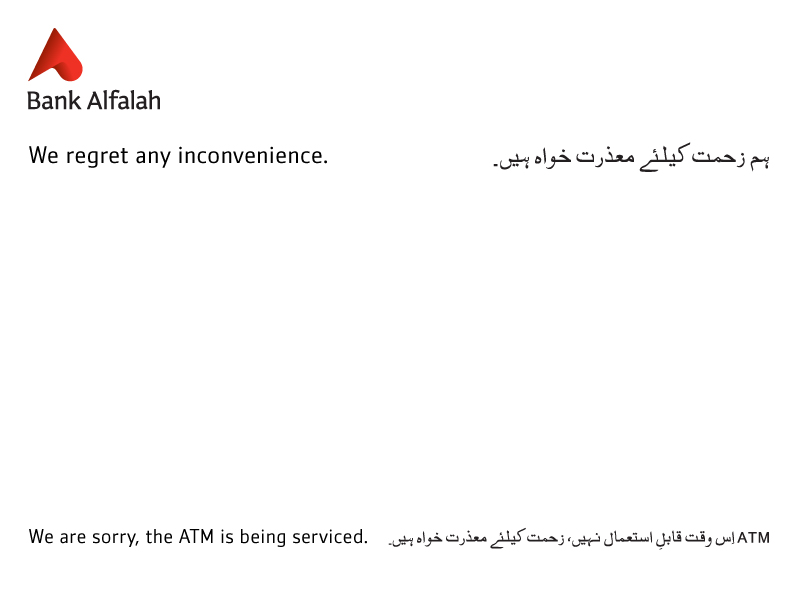 Bank Alfalah
We regret any inconvenience.
ہم زحمت کیلئے معذرت خواہ ہیں۔
We are sorry, the ATM is being serviced.
ATM اِس وقت قابلِ استعمال نہیں، زحمت کیلئے معذرت خواہ ہیں۔